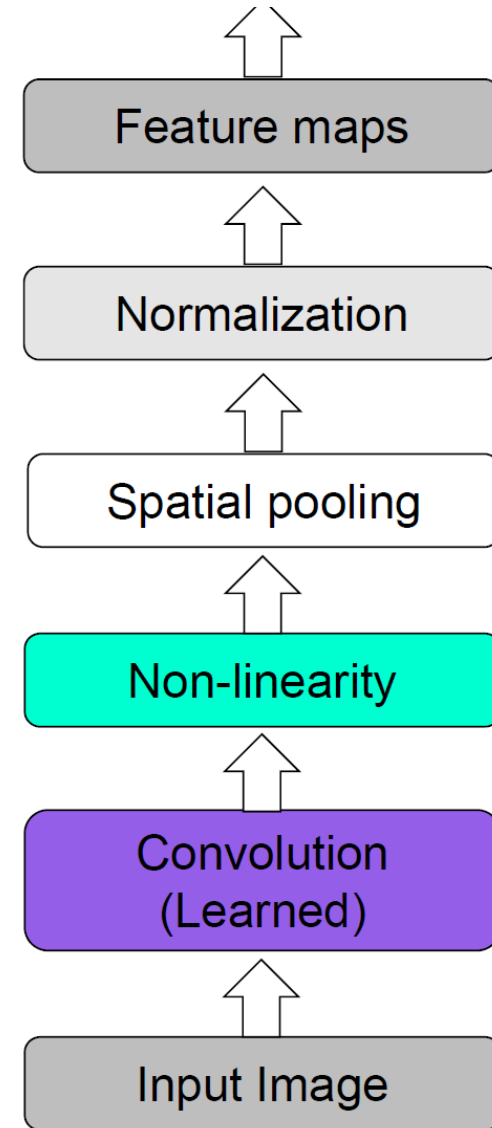 Feature maps
Normalization
Spatial pooling
Non-linearity
Convolution
(Learned)
Input Image